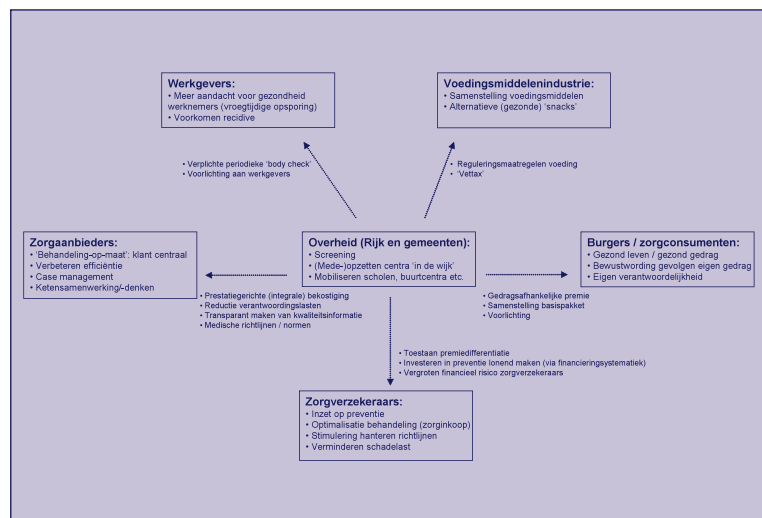 Werkgevers:
• Meer aandacht voor gezondheid
werknemers (vroegtijdige opsporing)
• Voorkomen recidive
Voedingsmiddelenindustrie:
• Samenstelling voedingsmiddelen
• Alternatieve (gezonde) ‘snacks’
• Verplichte periodieke ‘body check’
• Voorlichting aan werkgevers
• Reguleringsmaatregelen voeding
• ‘Vettax’
Zorgaanbieders:
• ‘Behandeling-op-maat’: klant centraal
• Verbeteren efficiëntie
• Case management
• Ketensamenwerking/-denken
Overheid (Rijk en gemeenten):
• Screening
• (Mede-)opzetten centra ‘in de wijk’
• Mobiliseren scholen, buurtcentra etc.
Burgers / zorgconsumenten:
• Gezond leven / gezond gedrag
• Bewustwording gevolgen eigen gedrag
• Eigen verantwoordelijkheid
• Prestatiegerichte (integrale) bekostiging
• Reductie verantwoordingslasten
• Transparant maken van kwaliteitsinformatie
• Medische richtlijnen / normen
• Gedragsafhankelijke premie
• Samenstelling basispakket
• Voorlichting
• Toestaan premiedifferentiatie
• Investeren in preventie lonend maken (via financieringsystematiek)
• Vergroten financieel risico zorgverzekeraars
Zorgverzekeraars:
• Inzet op preventie
• Optimalisatie behandeling (zorginkoop)
• Stimulering hanteren richtlijnen
• Verminderen schadelast